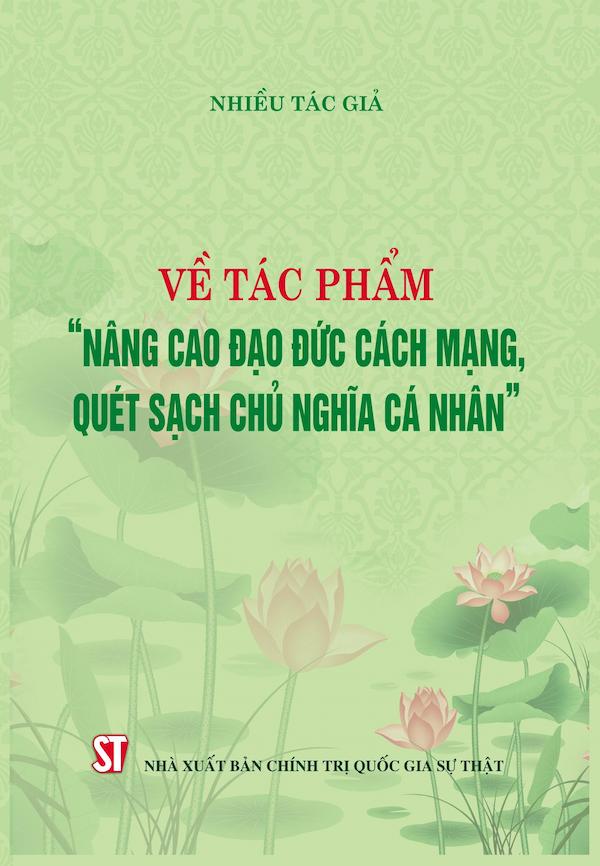 NHIỀU TÁC GIẢ
VỀ TÁC PHẨM
“NÂNG CAO ĐẠO ĐỨC CÁCH MẠNG,
QUÉT SẠCH CHỦ NGHĨA CÁ NHÂN”
ST NHÀ XUẤT BẢN CHÍNH TRỊ QUỐC GIA SỰ THẬT